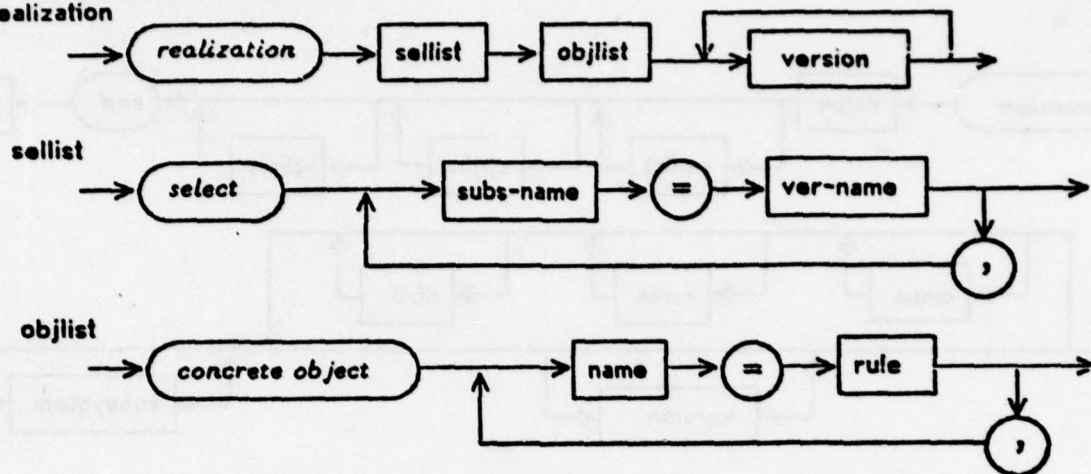 ealization
realization sellist objlist version
sellist
select subs-name = ver-name
,
objlist
concrete object name = rule
,